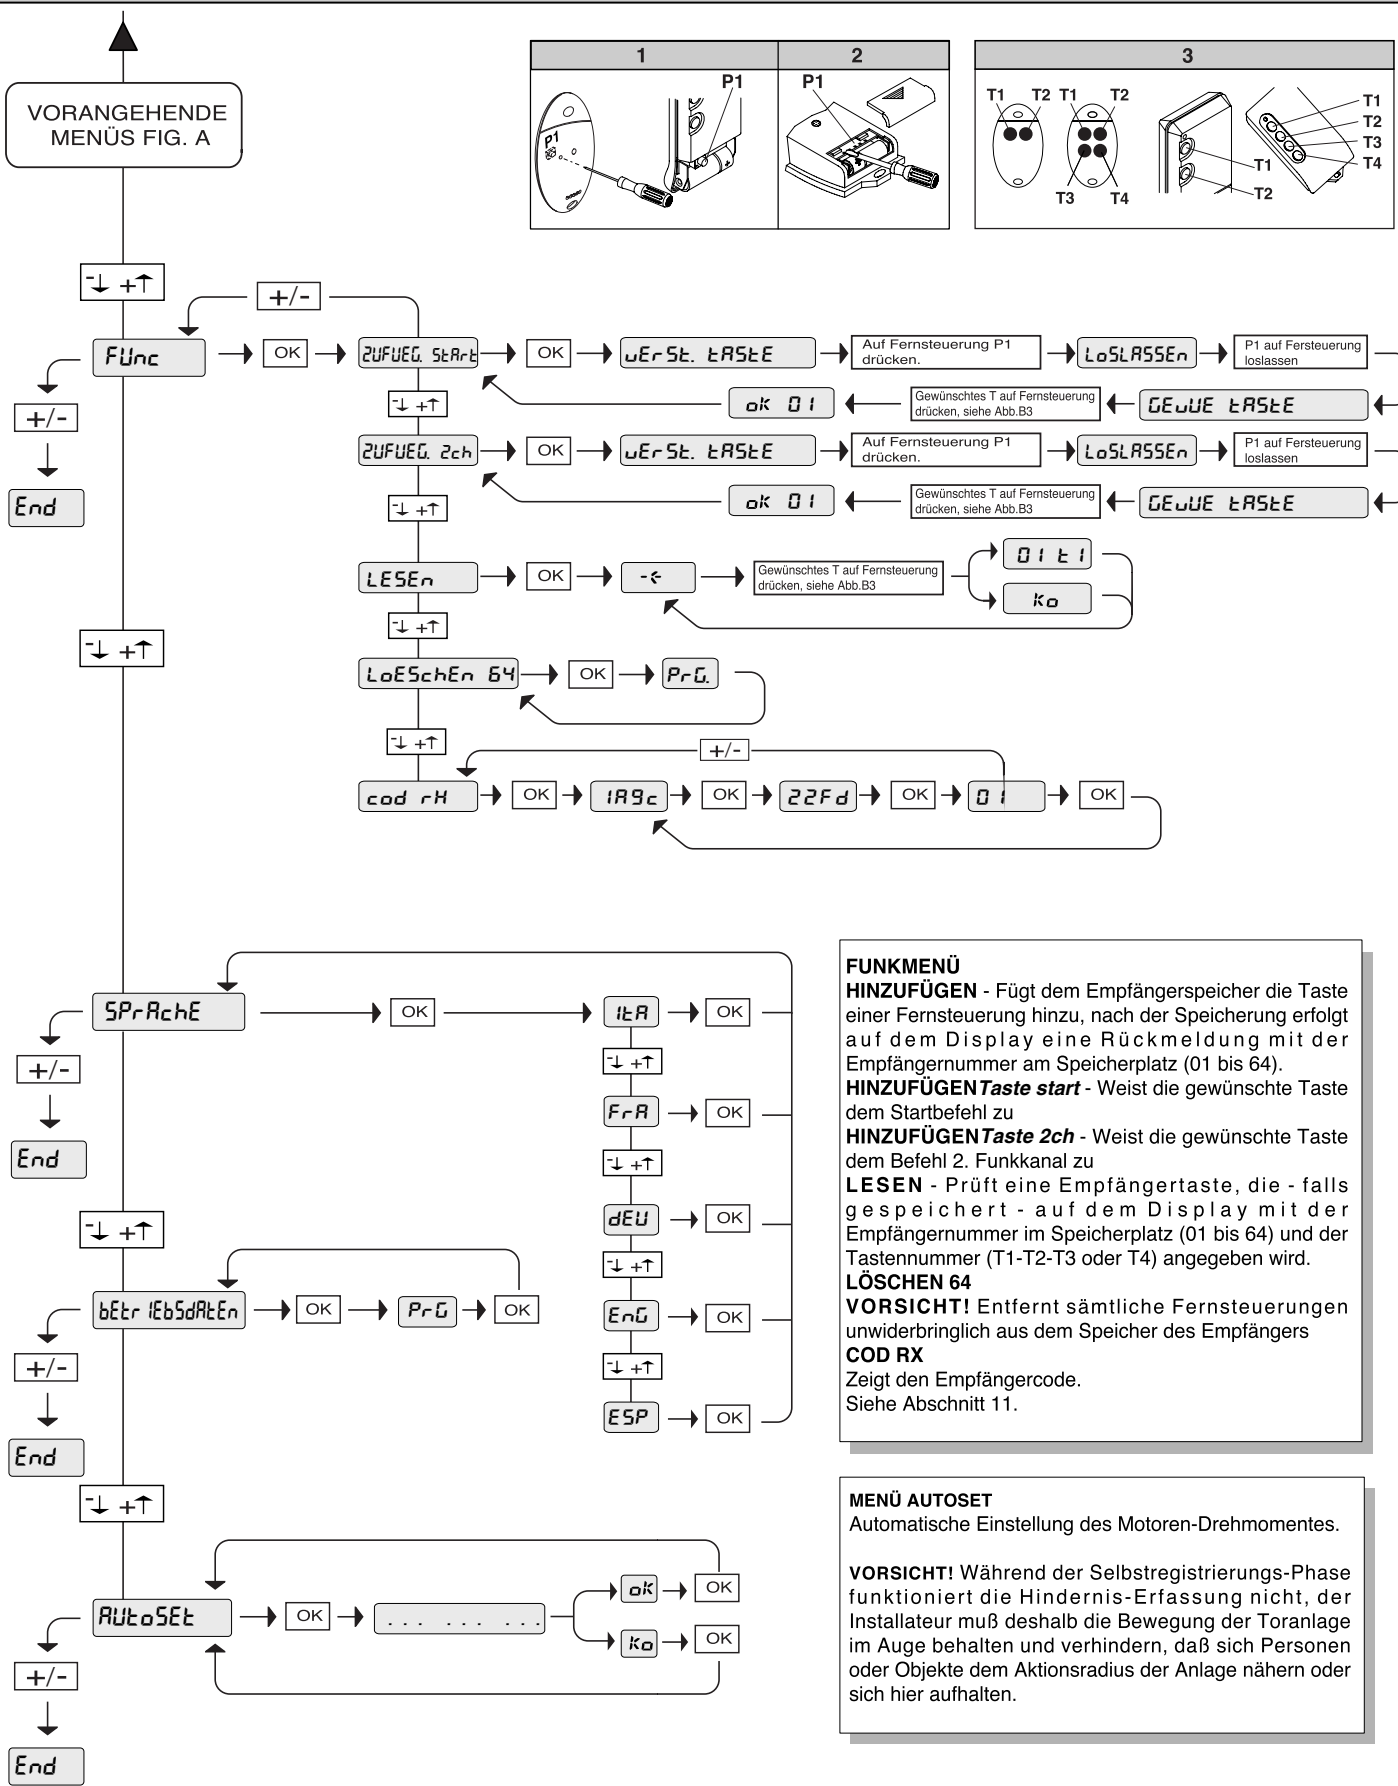 VORANGEHENDE
MENÜS FIG. A
1
2
3
P1
P1
P1
T1
T2
T1
T2
T3
T4
T1
T2
T1
T2
T3
T4
-↓ +↑
+/-
FUnc
OK
ZUFUEG. StArt
OK
vErSt. tAStE
Auf Fernsteuerung P1
drücken.
LoSLASSEn
P1 auf Fersteuerung
loslassen
-↓ +↑
ok 01
Gewünschtes T auf Fernsteuerung
drücken, siehe Abb.B3
GEwUE tAStE
+/-
ZUFUEG. 2ch
OK
vErSt. tAStE
Auf Fernsteuerung P1
drücken.
LoSLASSEn
P1 auf Fersteuerung
loslassen
End
-↓ +↑
ok 01
Gewünschtes T auf Fernsteuerung
drücken, siehe Abb.B3
GEwUE tAStE
LESEn
OK
-<-
Gewünschtes T auf Fernsteuerung
drücken, siehe Abb.B3
01 t1
Ko
-↓ +↑
-↓ +↑
LoESchEn 64
OK
PrG.
-↓ +↑
+/-
cod rH
OK
1A9c
OK
22Fd
OK
01
OK
SPrAchE
OK
ItA
OK
+/-
-↓ +↑
FrA
OK
End
-↓ +↑
-↓ +↑
dEU
OK
-↓ +↑
bEtrIEbSdAtEn
OK
PrG
OK
EnG
OK
+/-
-↓ +↑
ESP
OK
End
-↓ +↑
AUtoSEt
OK
... ... ...
ok
OK
Ko
OK
+/-
End
FUNKMENÜ
HINZUFÜGEN - Fügt dem Empfängerspeicher die Taste
einer Fernsteuerung hinzu, nach der Speicherung erfolgt
auf dem Display eine Rückmeldung mit der
Empfängernummer am Speicherplatz (01 bis 64).
HINZUFÜGEN Taste start - Weist die gewünschte Taste
dem Startbefehl zu
HINZUFÜGEN Taste 2ch - Weist die gewünschte Taste
dem Befehl 2. Funkkanal zu
LESEN - Prüft eine Empfängertaste, die - falls
gespeichert - auf dem Display mit der
Empfängernummer im Speicherplatz (01 bis 64) und der
Tastennummer (T1-T2-T3 oder T4) angegeben wird.
LÖSCHEN 64
VORSICHT! Entfernt sämtliche Fernsteuerungen
unwiderbringlich aus dem Speicher des Empfängers
COD RX
Zeigt den Empfängercode.
Siehe Abschnitt 11.
MENÜ AUTOSET
Automatische Einstellung des Motoren-Drehmomentes.
VORSICHT! Während der Selbstregistrierungs-Phase
funktioniert die Hindernis-Erfassung nicht, der
Installateur muß deshalb die Bewegung der Toranlage
im Auge behalten und verhindern, daß sich Personen
oder Objekte dem Aktionsradius der Anlage nähern oder
sich hier aufhalten.